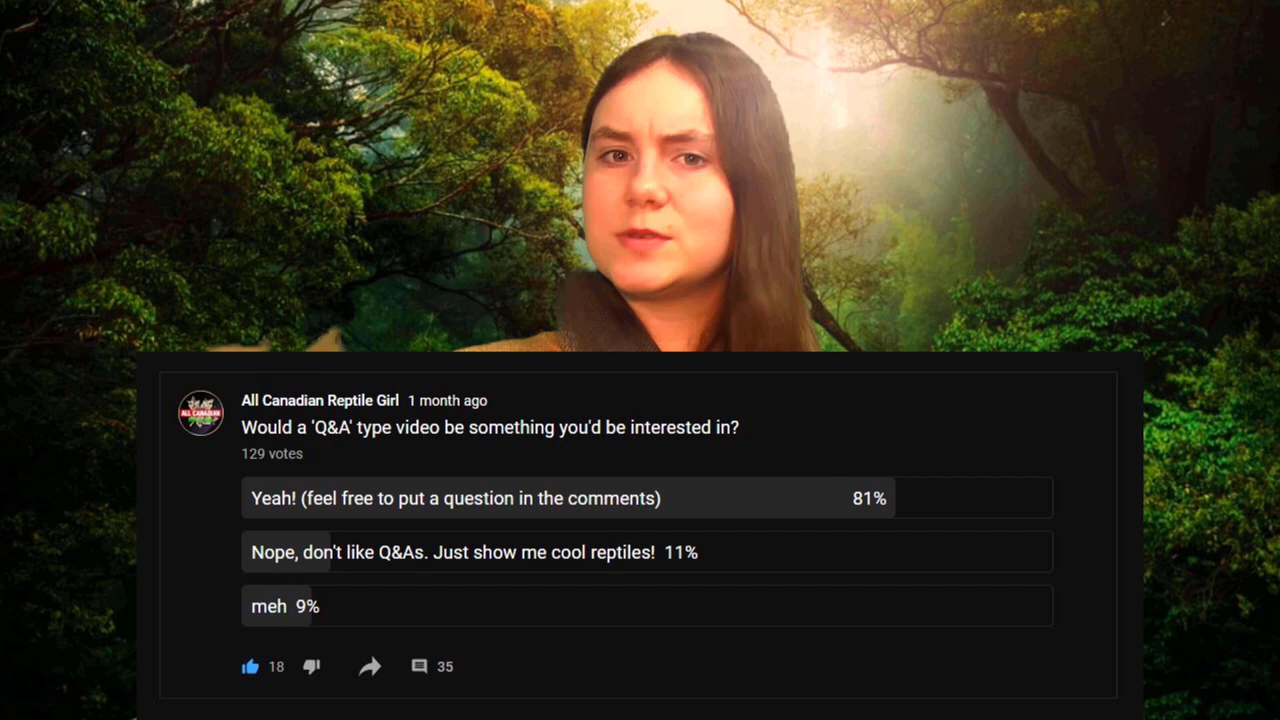 ALL CANADIAN
All Canadian Reptile Girl 1 month ago
Would a 'Q&A' type video be something you'd be interested in?
129 votes
Yeah! (feel free to put a question in the comments) 81%
Nope, don't like Q&As. Just show me cool reptiles! 11%
meh 9%
18 35